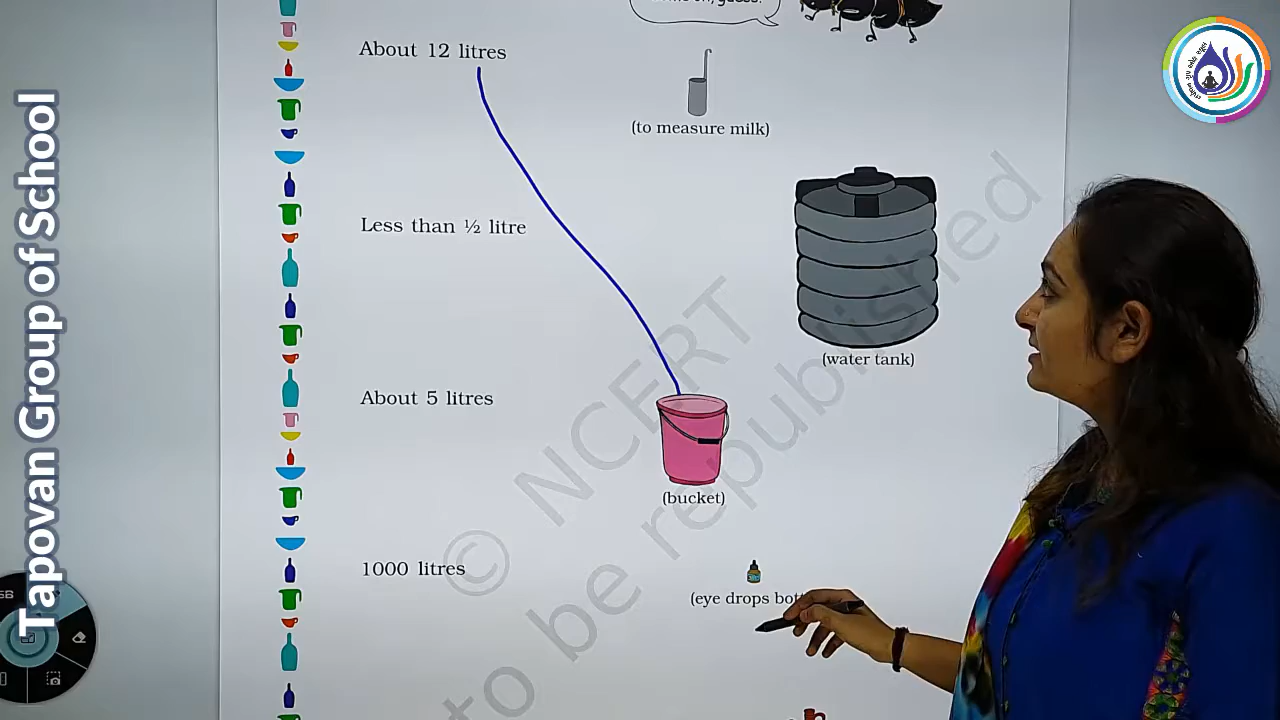 About 12 litres
(to measure milk)
Less than ½ litre
(water tank)
About 5 litres
(bucket)
1000 litres
(eye drops
© NCERT
to be republished
Tapovan Group of School